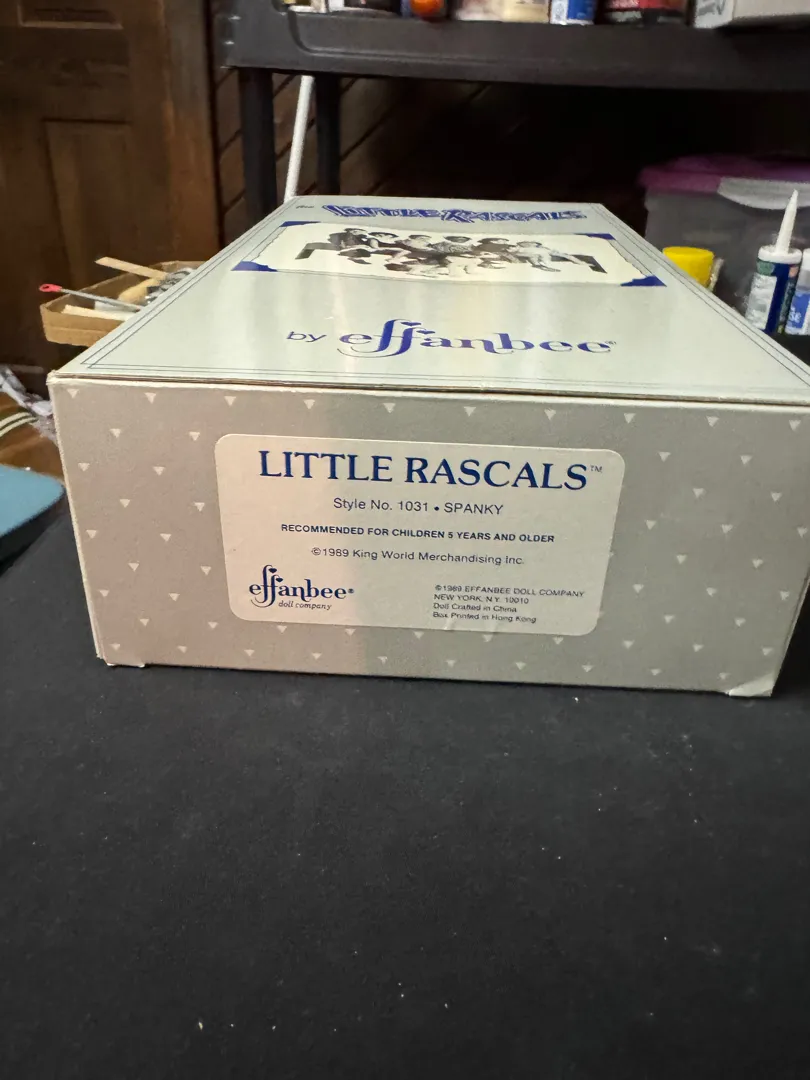 LITTLE RASCALS
by effanbee®
LITTLE RASCALS™
Style No. 1031 • SPANKY
RECOMMENDED FOR CHILDREN 5 YEARS AND OLDER
©1989 King World Merchandising Inc.
effanbee®
doll company
©1989 EFFANBEE DOLL COMPANY
NEW YORK, N.Y. 10010
Doll Crafted in China
Box Printed in Hong Kong